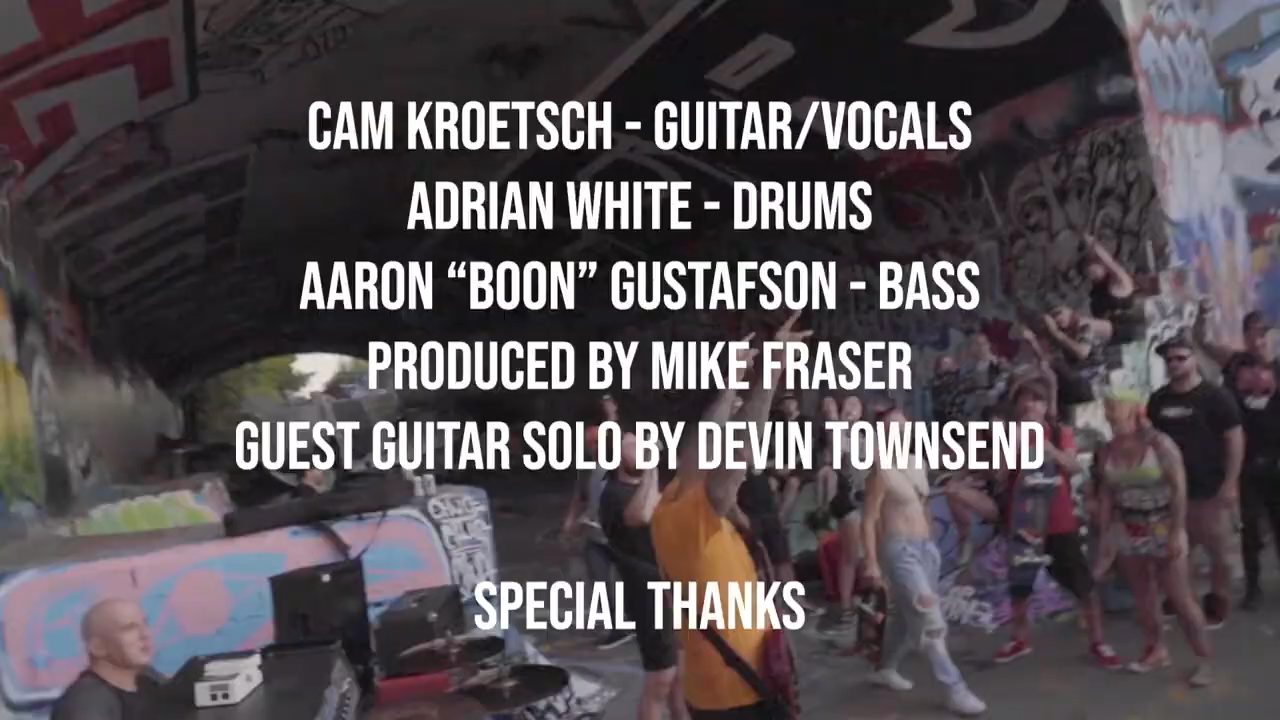 CAM KROETSCH - GUITAR/VOCALS
ADRIAN WHITE - DRUMS
AARON “BOON” GUSTAFSON - BASS
PRODUCED BY MIKE FRASER
GUEST GUITAR SOLO BY DEVIN TOWNSEND
SPECIAL THANKS